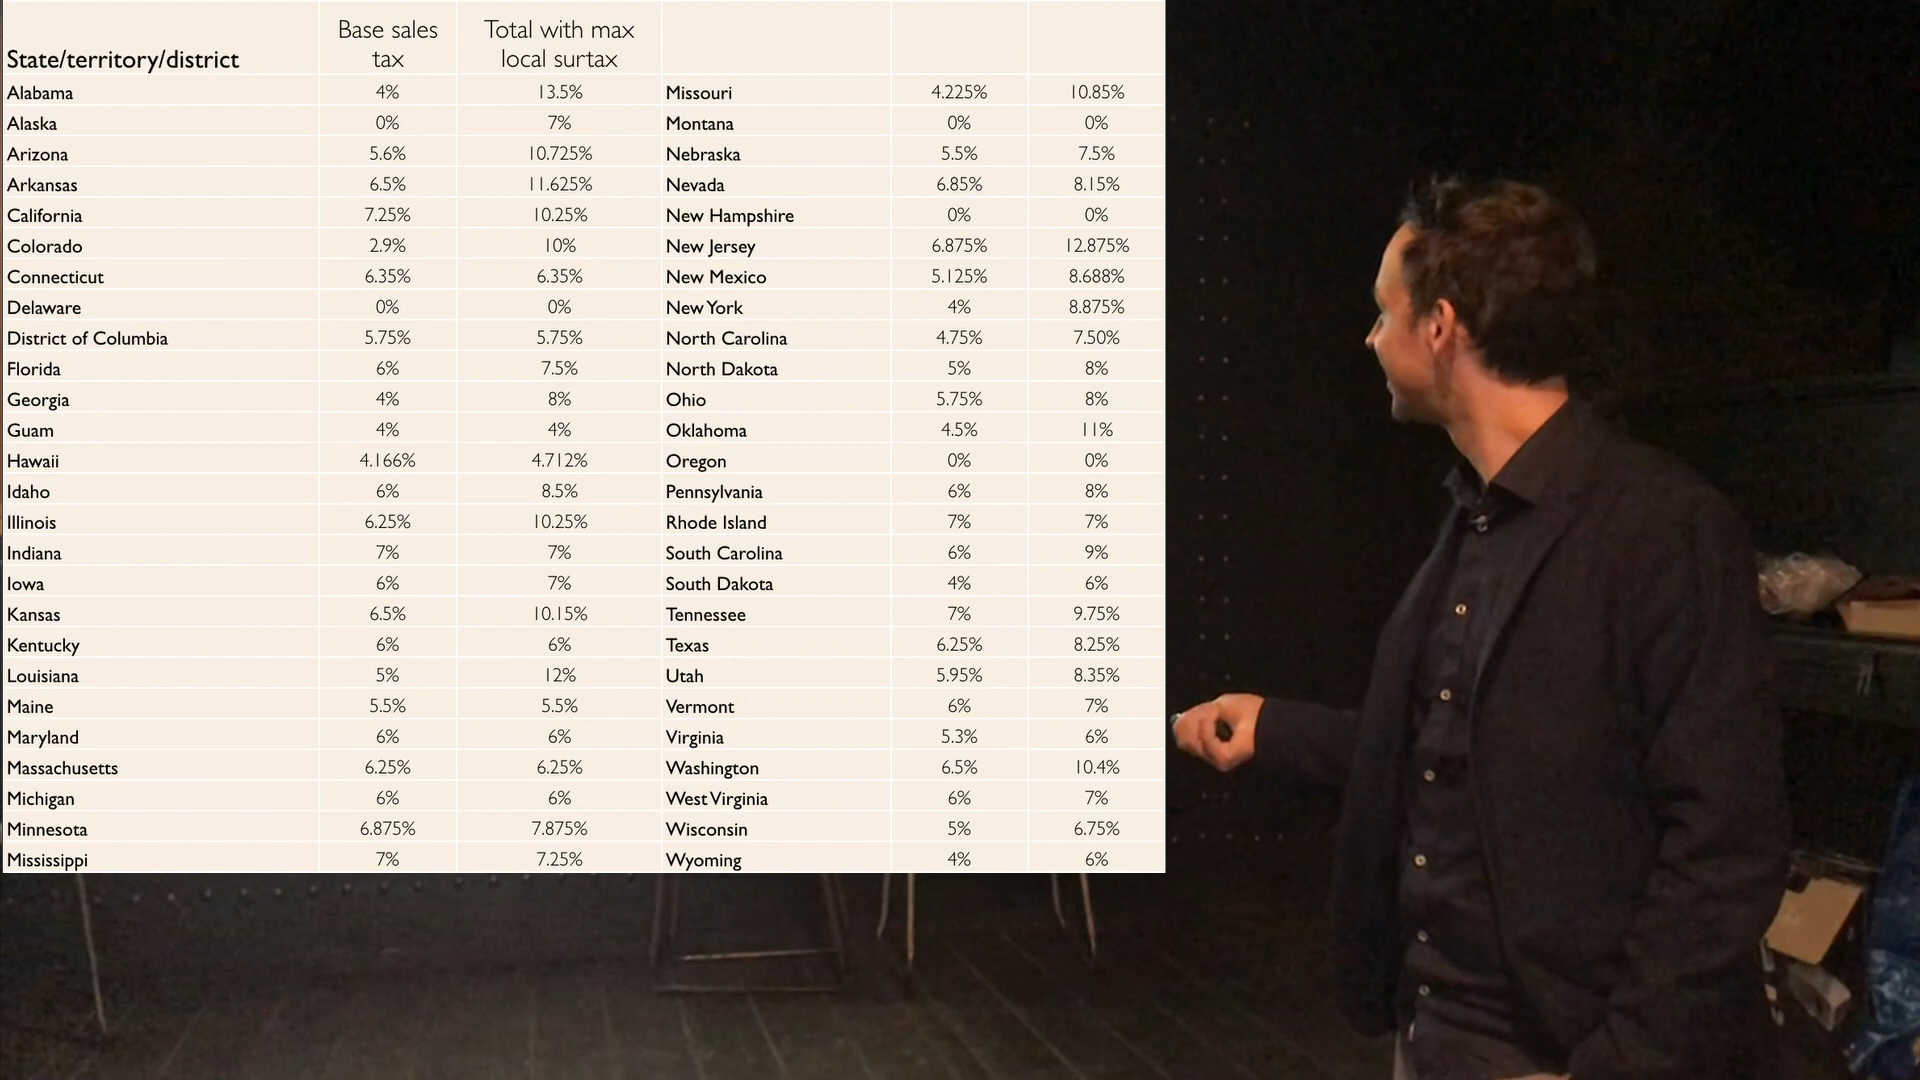 State/territory/district Base sales tax Total with max local surtax
Alabama 4% 13.5% Missouri 4.225% 10.85%
Alaska 0% 7% Montana 0% 0%
Arizona 5.6% 10.725% Nebraska 5.5% 7.5%
Arkansas 6.5% 11.625% Nevada 6.85% 8.15%
California 7.25% 10.25% New Hampshire 0% 0%
Colorado 2.9% 10% New Jersey 6.875% 12.875%
Connecticut 6.35% 6.35% New Mexico 5.125% 8.688%
Delaware 0% 0% New York 4% 8.875%
District of Columbia 5.75% 5.75% North Carolina 4.75% 7.50%
Florida 6% 7.5% North Dakota 5% 8%
Georgia 4% 8% Ohio 5.75% 8%
Guam 4% 4% Oklahoma 4.5% 11%
Hawaii 4.166% 4.712% Oregon 0% 0%
Idaho 6% 8.5% Pennsylvania 6% 8%
Illinois 6.25% 10.25% Rhode Island 7% 7%
Indiana 7% 7% South Carolina 6% 9%
Iowa 6% 7% South Dakota 4% 6%
Kansas 6.5% 10.15% Tennessee 7% 9.75%
Kentucky 6% 6% Texas 6.25% 8.25%
Louisiana 5% 12% Utah 5.95% 8.35%
Maine 5.5% 5.5% Vermont 6% 7%
Maryland 6% 6% Virginia 5.3% 6%
Massachusetts 6.25% 6.25% Washington 6.5% 10.4%
Michigan 6% 6% West Virginia 6% 7%
Minnesota 6.875% 7.875% Wisconsin 5% 6.75%
Mississippi 7% 7.25% Wyoming 4% 6%